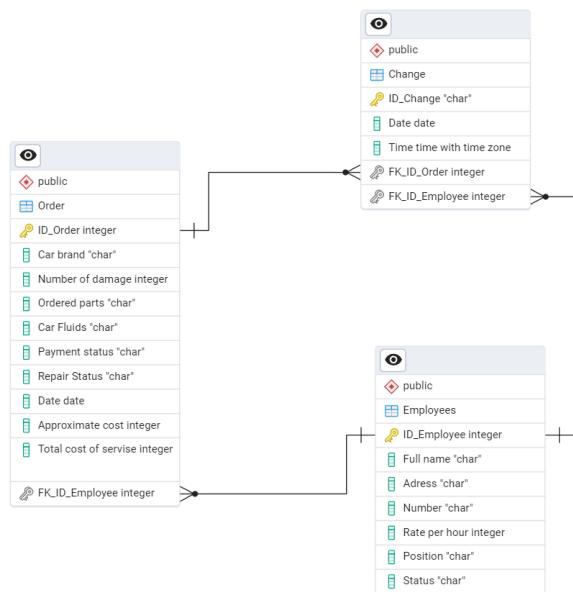 public
Change
ID_Change "char"
Date date
Time time with time zone
FK_ID_Order integer
FK_ID_Employee integer
public
Order
ID_Order integer
Car brand "char"
Number of damage integer
Ordered parts "char"
Car Fluids "char"
Payment status "char"
Repair Status "char"
Date date
Approximate cost integer
Total cost of servise integer
FK_ID_Employee integer
public
Employees
ID_Employee integer
Full name "char"
Adress "char"
Number "char"
Rate per hour integer
Position "char"
Status "char"